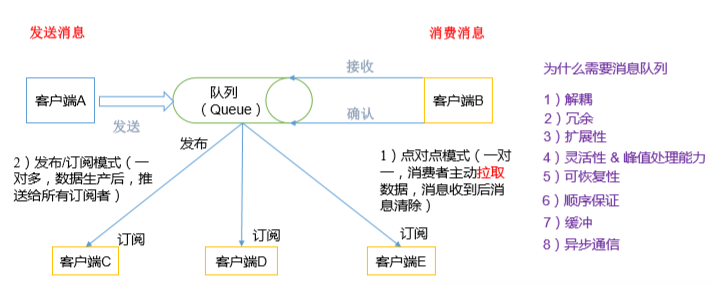 发送消息
消费消息
为什么需要消息队列
客户端A
发送
队列
（Queue）
接收
确认
客户端B
1）解耦
2）冗余
3）扩展性
4）灵活性 & 峰值处理能力
5）可恢复性
6）顺序保证
7）缓冲
8）异步通信
发布
2）发布/订阅模式（一
对多，数据生产后，推
送给所有订阅者）
1）点对点模式（一对
一，消费者主动拉取
数据，消息收到后消
息清除）
订阅
订阅
订阅
客户端C
客户端D
客户端E